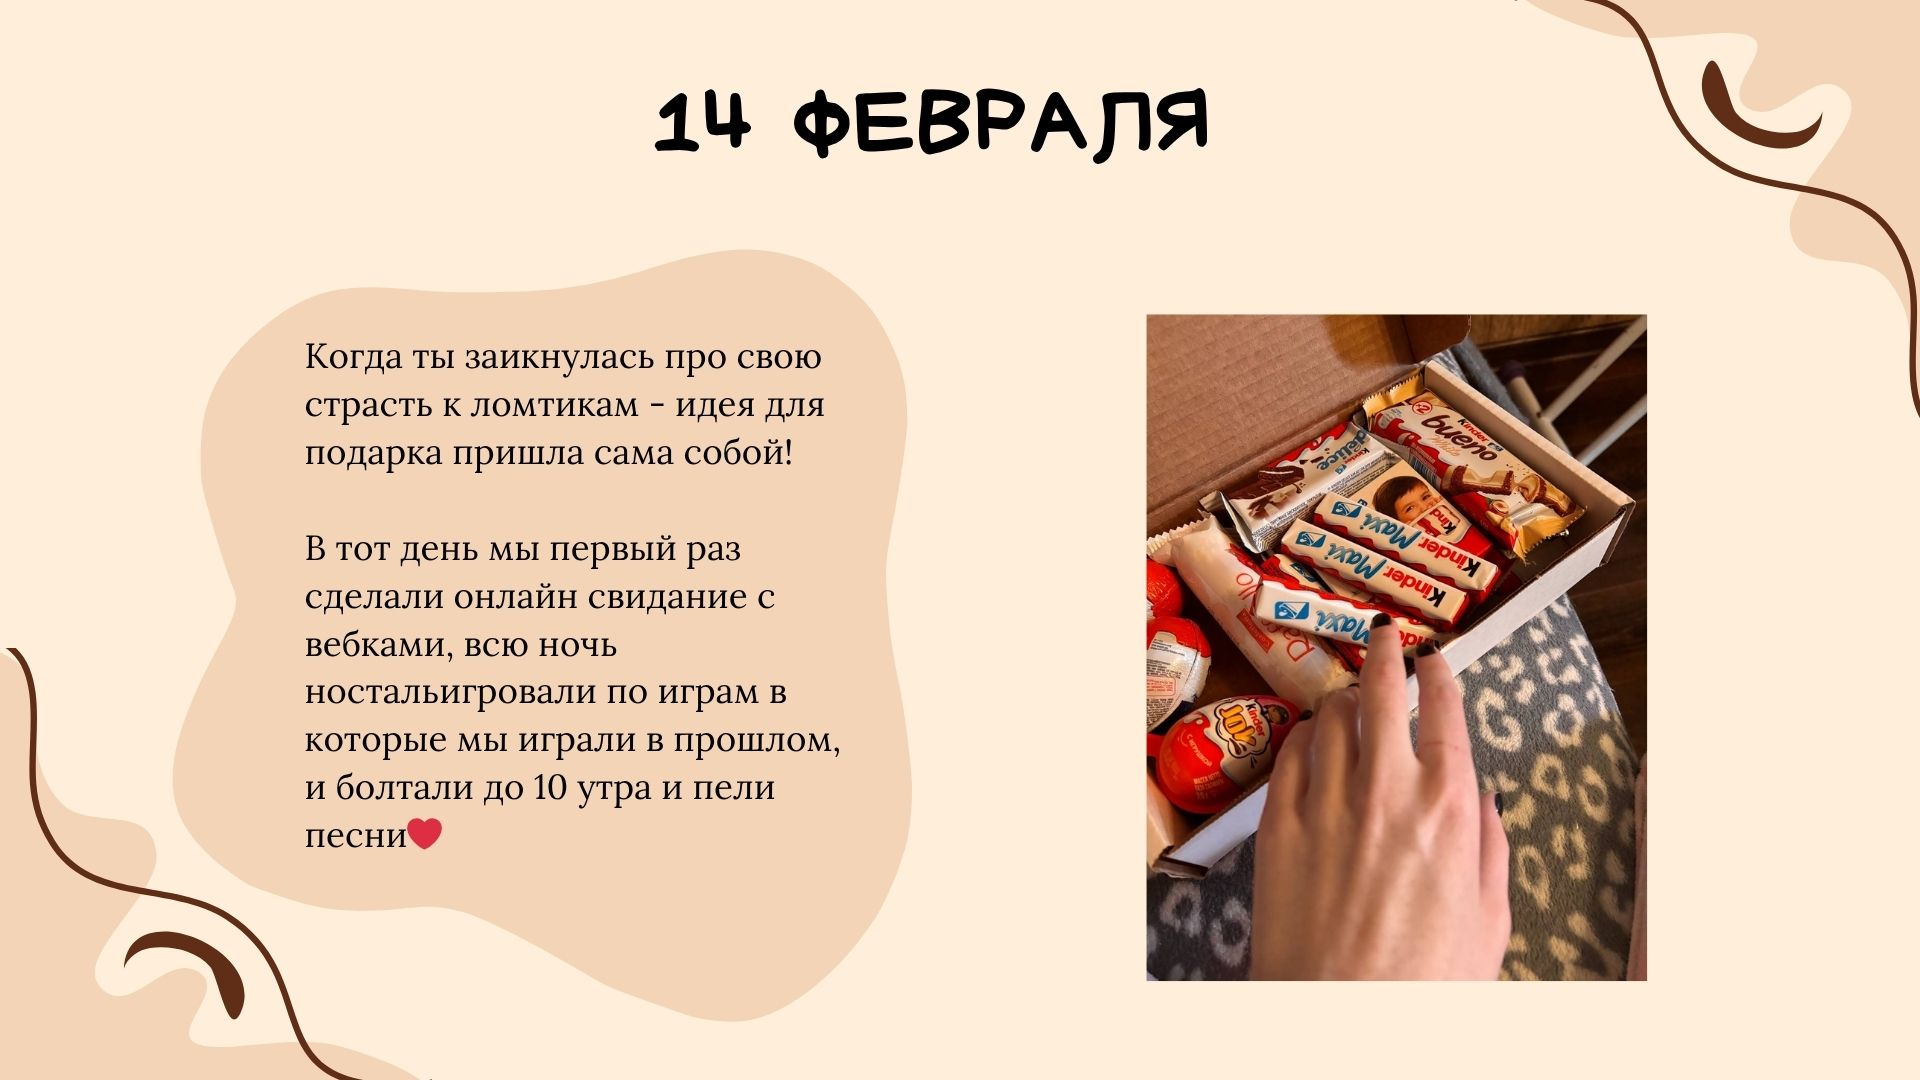 14 ФЕВРАЛЯ
Когда ты заикнулась про свою
страсть к ломтикам - идея для
подарка пришла сама собой!
В тот день мы первый раз
сделали онлайн свидание с
вебками, всю ночь
ностальигровали по играм в
которые мы играли в прошлом,
и болтали до 10 утра и пели
песни❤
Kinder
bueno
Kinder
délice
Kind
Kinder Maxi
Kinder Maxi
Kinder Maxi
Kinder
JOY